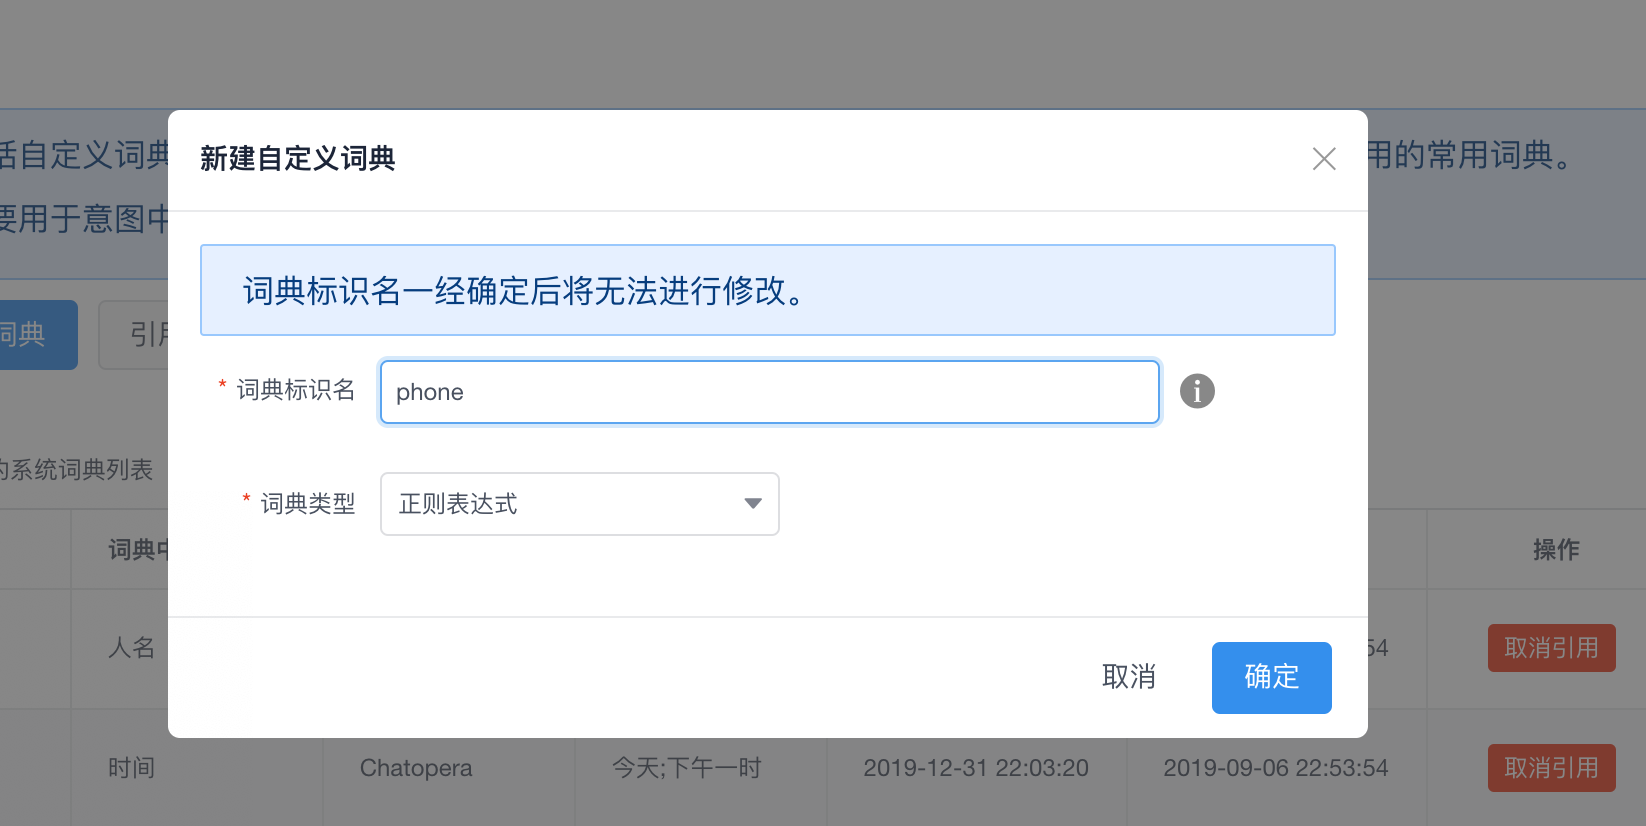 括自定义词典
用的常用词典。
要用于意图中
新建自定义词典
词典标识名一经确定后将无法进行修改。
词典
引用
* 词典标识名
phone
i
的系统词典列表
* 词典类型
正则表达式
词典中
操作
人名
54
取消引用
取消
确定
时间
Chatopera
今天;下午一时
2019-12-31 22:03:20
2019-09-06 22:53:54
取消引用